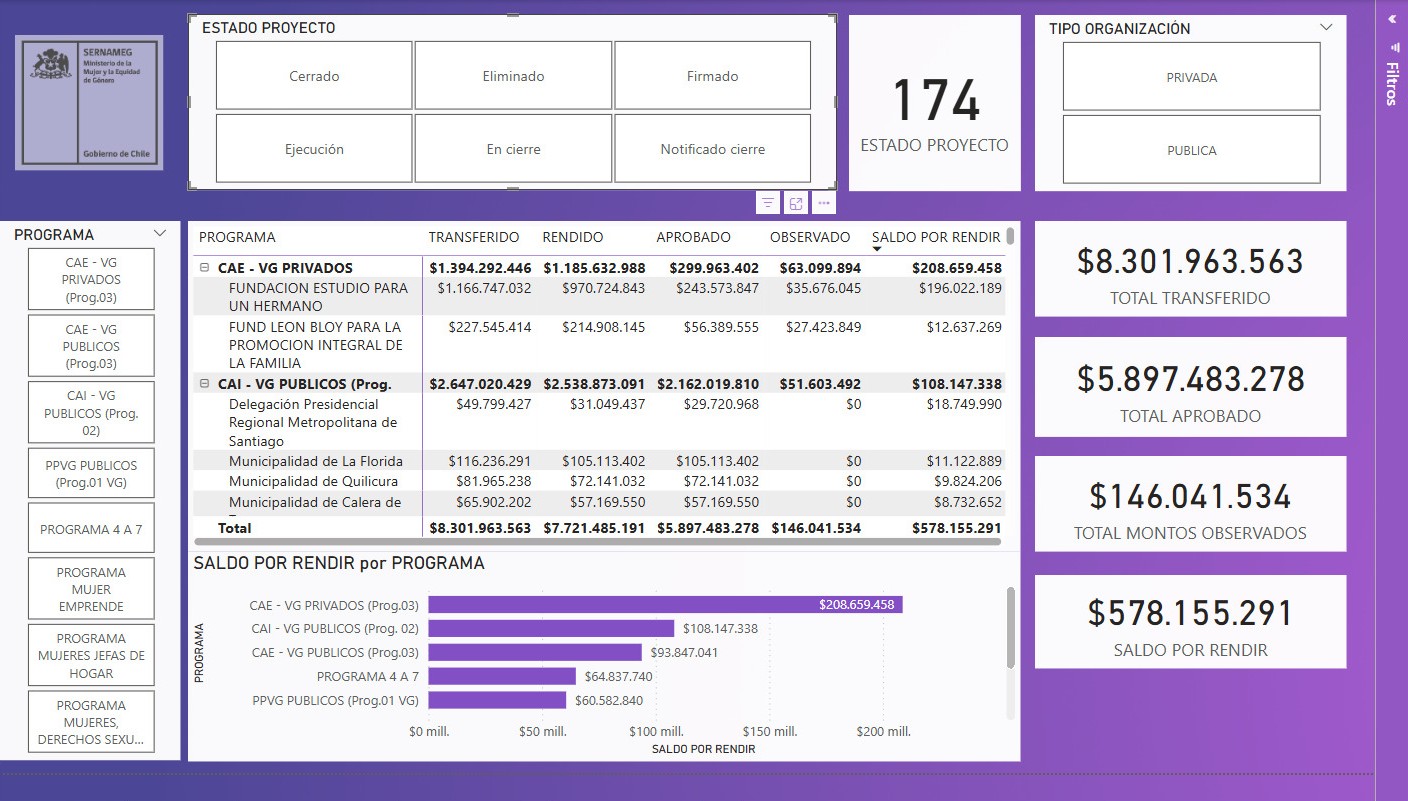 SERNAMEG
Ministerio de la
Mujer y la Equidad
de Género
Gobierno de Chile
ESTADO PROYECTO
Cerrado
Eliminado
Firmado
Ejecución
En cierre
Notificado cierre
174
ESTADO PROYECTO
TIPO ORGANIZACIÓN
PRIVADA
PUBLICA
Filtros
PROGRAMA
CAE - VG
PRIVADOS
(Prog.03)
CAE - VG
PUBLICOS
(Prog.03)
CAI - VG
PUBLICOS (Prog.
02)
PPVG PUBLICOS
(Prog.01 VG)
PROGRAMA 4 A 7
PROGRAMA
MUJER
EMPRENDE
PROGRAMA
MUJERES JEFAS DE
HOGAR
PROGRAMA
MUJERES,
DERECHOS SEXU...
PROGRAMA TRANSFERIDO RENDIDO APROBADO OBSERVADO SALDO POR RENDIR
CAE - VG PRIVADOS $1.394.292.446 $1.185.632.988 $299.963.402 $63.099.894 $208.659.458
FUNDACION ESTUDIO PARA $1.166.747.032 $970.724.843 $243.573.847 $35.676.045 $196.022.189
UN HERMANO
FUND LEON BLOY PARA LA $227.545.414 $214.908.145 $56.389.555 $27.423.849 $12.637.269
PROMOCION INTEGRAL DE
LA FAMILIA
CAI - VG PUBLICOS (Prog. $2.647.020.429 $2.538.873.091 $2.162.019.810 $51.603.492 $108.147.338
Delegación Presidencial $49.799.427 $31.049.437 $29.720.968 $0 $18.749.990
Regional Metropolitana de
Santiago
Municipalidad de La Florida $116.236.291 $105.113.402 $105.113.402 $0 $11.122.889
Municipalidad de Quilicura $81.965.238 $72.141.032 $72.141.032 $0 $9.824.206
Municipalidad de Calera de $65.902.202 $57.169.550 $57.169.550 $0 $8.732.652
Total $8.301.963.563 $7.721.485.191 $5.897.483.278 $146.041.534 $578.155.291
$8.301.963.563
TOTAL TRANSFERIDO
$5.897.483.278
TOTAL APROBADO
$146.041.534
TOTAL MONTOS OBSERVADOS
$578.155.291
SALDO POR RENDIR
SALDO POR RENDIR por PROGRAMA
PROGRAMA
CAE - VG PRIVADOS (Prog.03) $208.659.458
CAI - VG PUBLICOS (Prog. 02) $108.147.338
CAE - VG PUBLICOS (Prog.03) $93.847.041
PROGRAMA 4 A 7 $64.837.740
PPVG PUBLICOS (Prog.01 VG) $60.582.840
$0 mill. $50 mill. $100 mill. $150 mill. $200 mill.
SALDO POR RENDIR